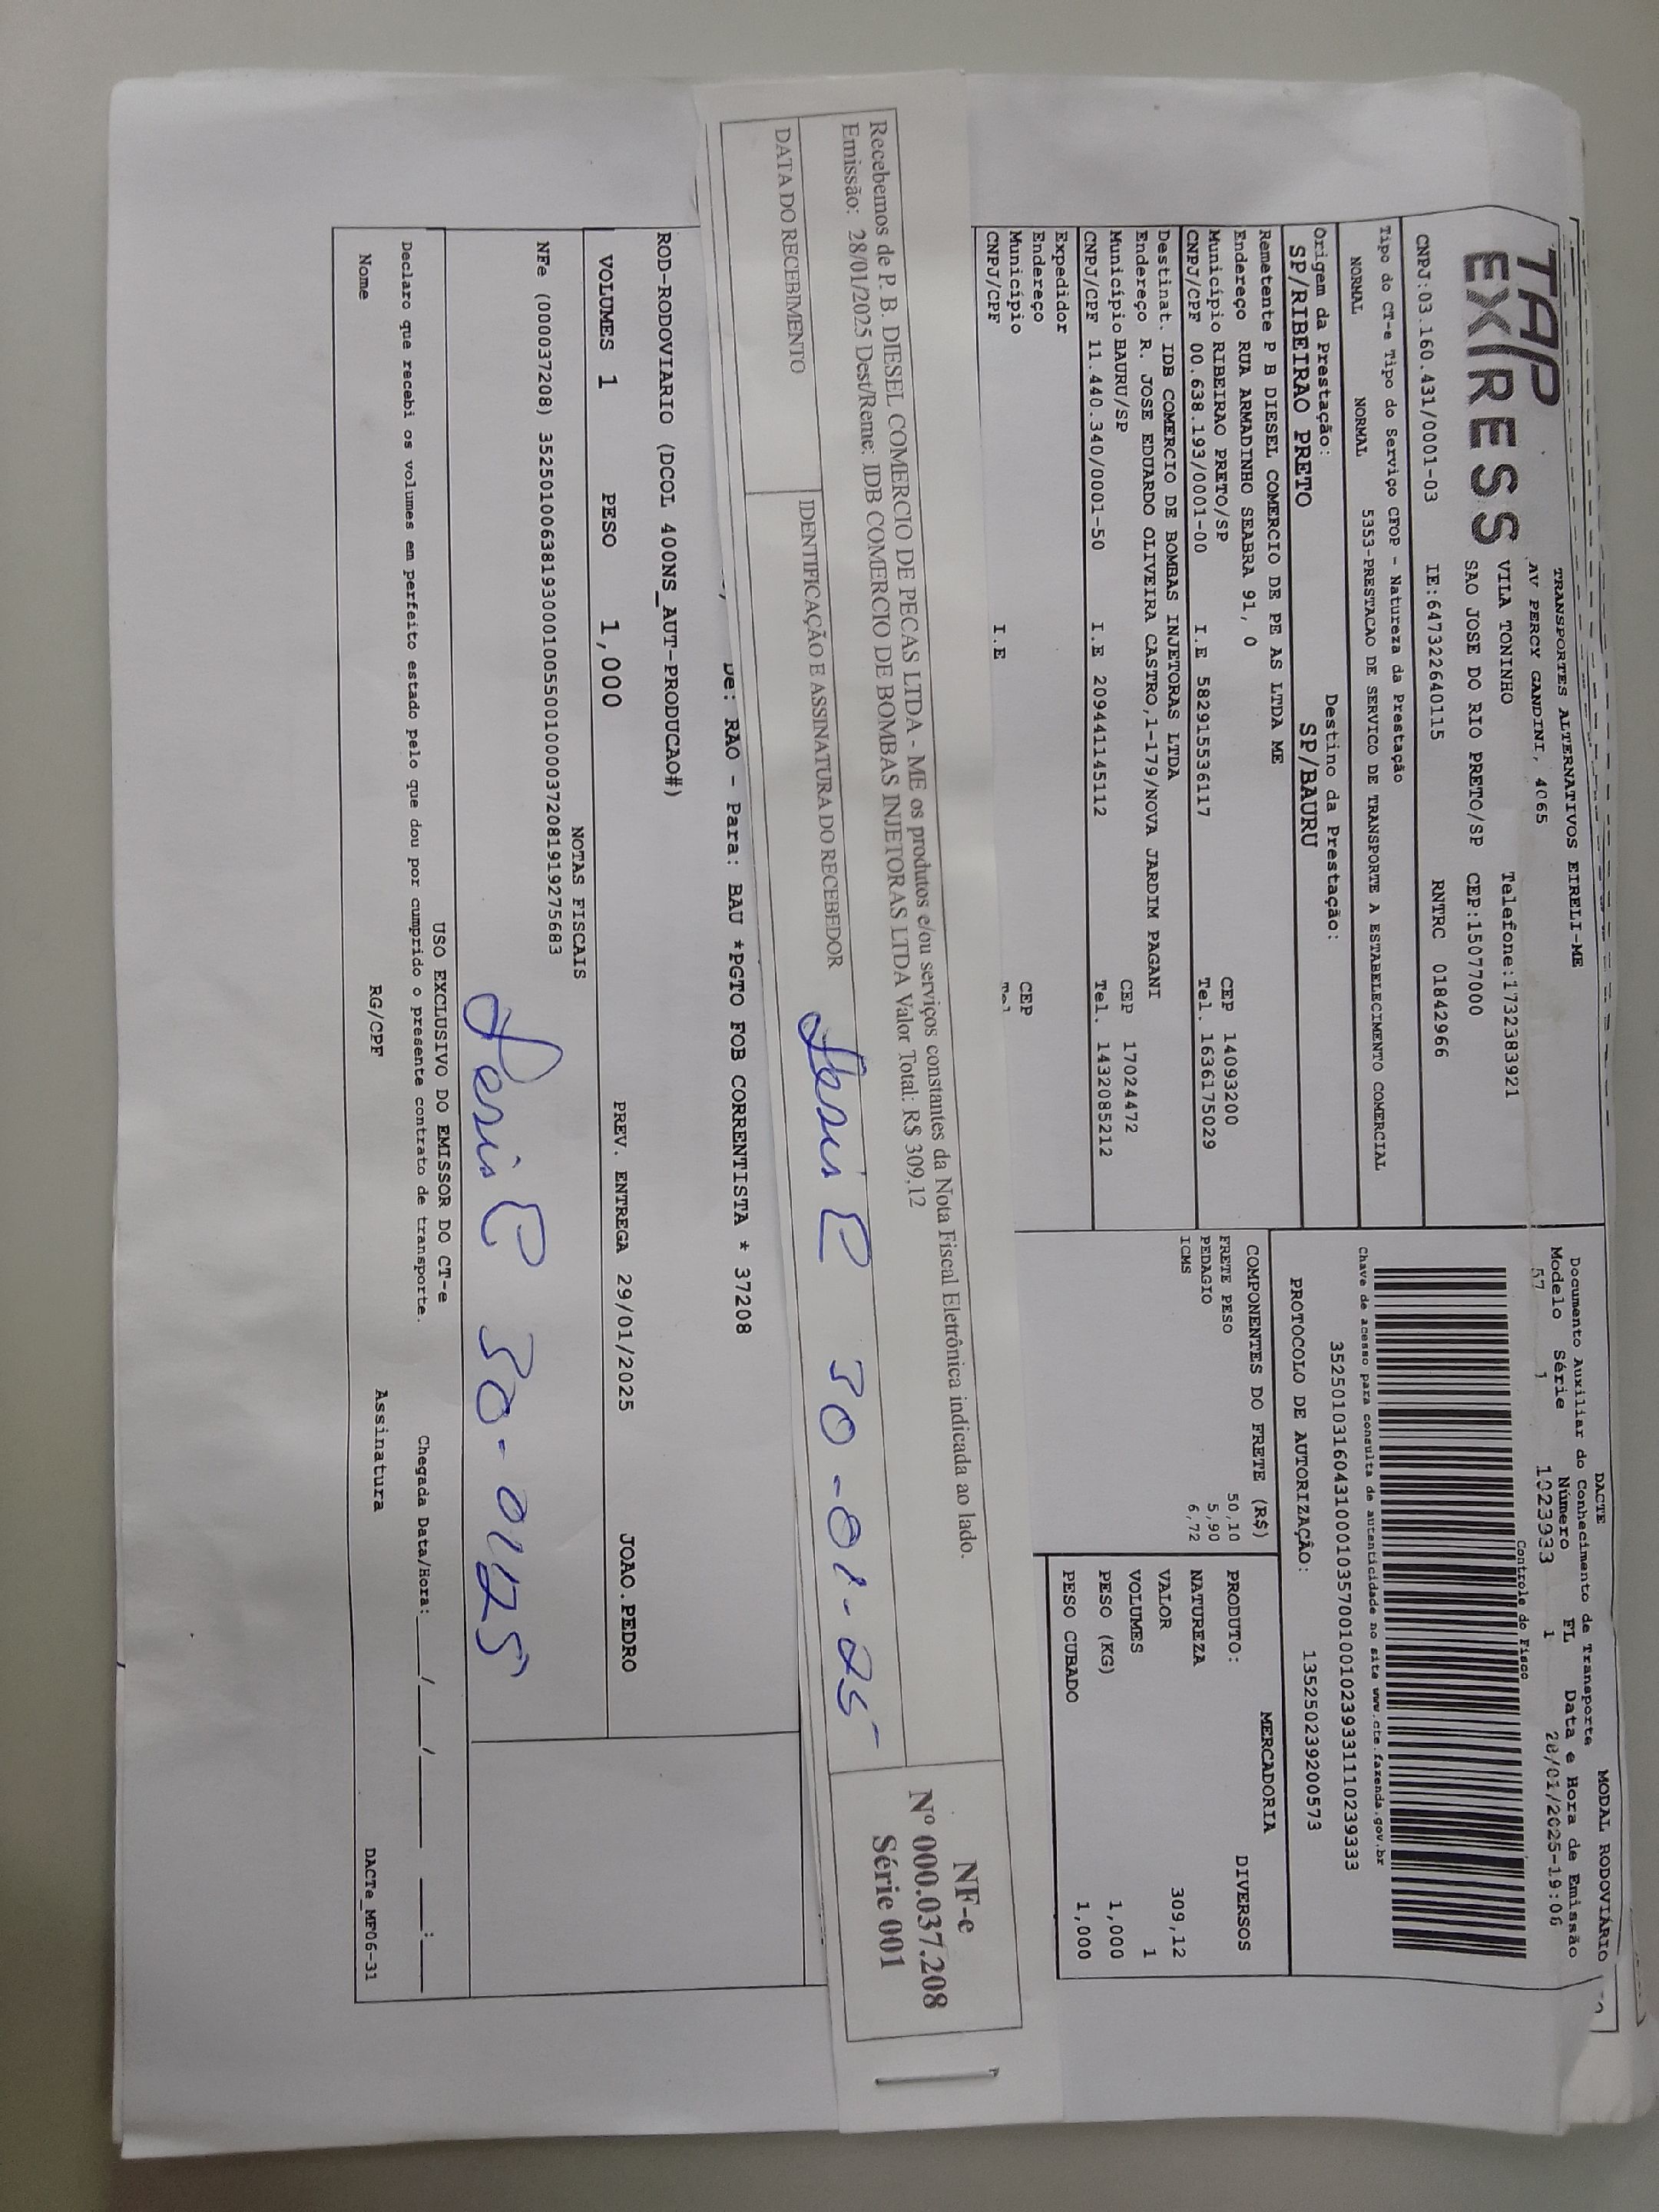 TAP
EXPRESS
TRANSPORTES ALTERNATIVOS EIRELI-ME
AV PERCY GANDINI, 4065
VILA TONINHO Telefone:1732383921
SAO JOSE DO RIO PRETO/SP CEP:15077000
CNPJ:03.160.431/0001-03 IE:647322640115 RNTRC 01842966
Tipo do CT-e Tipo do Serviço CFOP - Natureza da Prestação
NORMAL NORMAL 5353-PRESTACAO DE SERVICO DE TRANSPORTE A ESTABELECIMENTO COMERCIAL
Origem da Prestação: Destino da Prestação:
SP/RIBEIRAO PRETO SP/BAURU
Remetente P B DIESEL COMERCIO DE PE AS LTDA ME
Endereço RUA ARMADINHO SEABRA 91, 0 CEP 14093200
Município RIBEIRAO PRETO/SP Tel. 1636175029
CNPJ/CPF 00.638.193/0001-00 I.E 582915536117
Destinat. IDB COMERCIO DE BOMBAS INJETORAS LTDA
Endereço R. JOSE EDUARDO OLIVEIRA CASTRO,1-179/NOVA JARDIM PAGANI
Município BAURU/SP CEP 17024472
CNPJ/CPF 11.440.340/0001-50 I.E 209441145112 Tel. 1432085212
Expedidor
Endereço
Município CEP
CNPJ/CPF I.E Tel
DACTE MODAL RODOVIÁRIO
Documento Auxiliar do Conhecimento de Transporte
Modelo Série Número FL Data e Hora de Emissão
57 1 1023933 1 28/01/2025-19:06
Controle do Fisco
Chave de acesso para consulta de autenticidade no site www.cte.fazenda.gov.br
35250103160431000103570010010239331110239333
PROTOCOLO DE AUTORIZAÇÃO: 135250239200573
COMPONENTES DO FRETE (R$)
FRETE PESO 50,10
PEDAGIO 5,90
ICMS 6,72
MERCADORIA
PRODUTO: DIVERSOS
NATUREZA
VALOR 309,12
VOLUMES 1
PESO (KG) 1,000
PESO CUBADO 1,000
Recebemos de P. B. DIESEL COMERCIO DE PECAS LTDA - ME os produtos e/ou serviços constantes da Nota Fiscal Eletrônica indicada ao lado.
Emissão: 28/01/2025 Dest/Reme: IDB COMERCIO DE BOMBAS INJETORAS LTDA Valor Total: R$ 309,12
DATA DO RECEBIMENTO IDENTIFICAÇÃO E ASSINATURA DO RECEBEDOR
30-01-25
NF-e
Nº 000.037.208
Série 001
De: RAO - Para: BAU *PGTO FOB CORRENTISTA * 37208
ROD-RODOVIARIO (DCOL 400NS_AUT-PRODUCAO#)
VOLUMES 1 PESO 1,000 PREV. ENTREGA 29/01/2025 JOAO.PEDRO
NOTAS FISCAIS
NFe (000037208) 35250100638193000100550010000372081919275683
30-01-25
USO EXCLUSIVO DO EMISSOR DO CT-e
Declaro que recebi os volumes em perfeito estado pelo que dou por cumprido o presente contrato de transporte. Chegada Data/Hora:___/___/_____ ___:___
Nome RG/CPF Assinatura DACTe_MF06-31